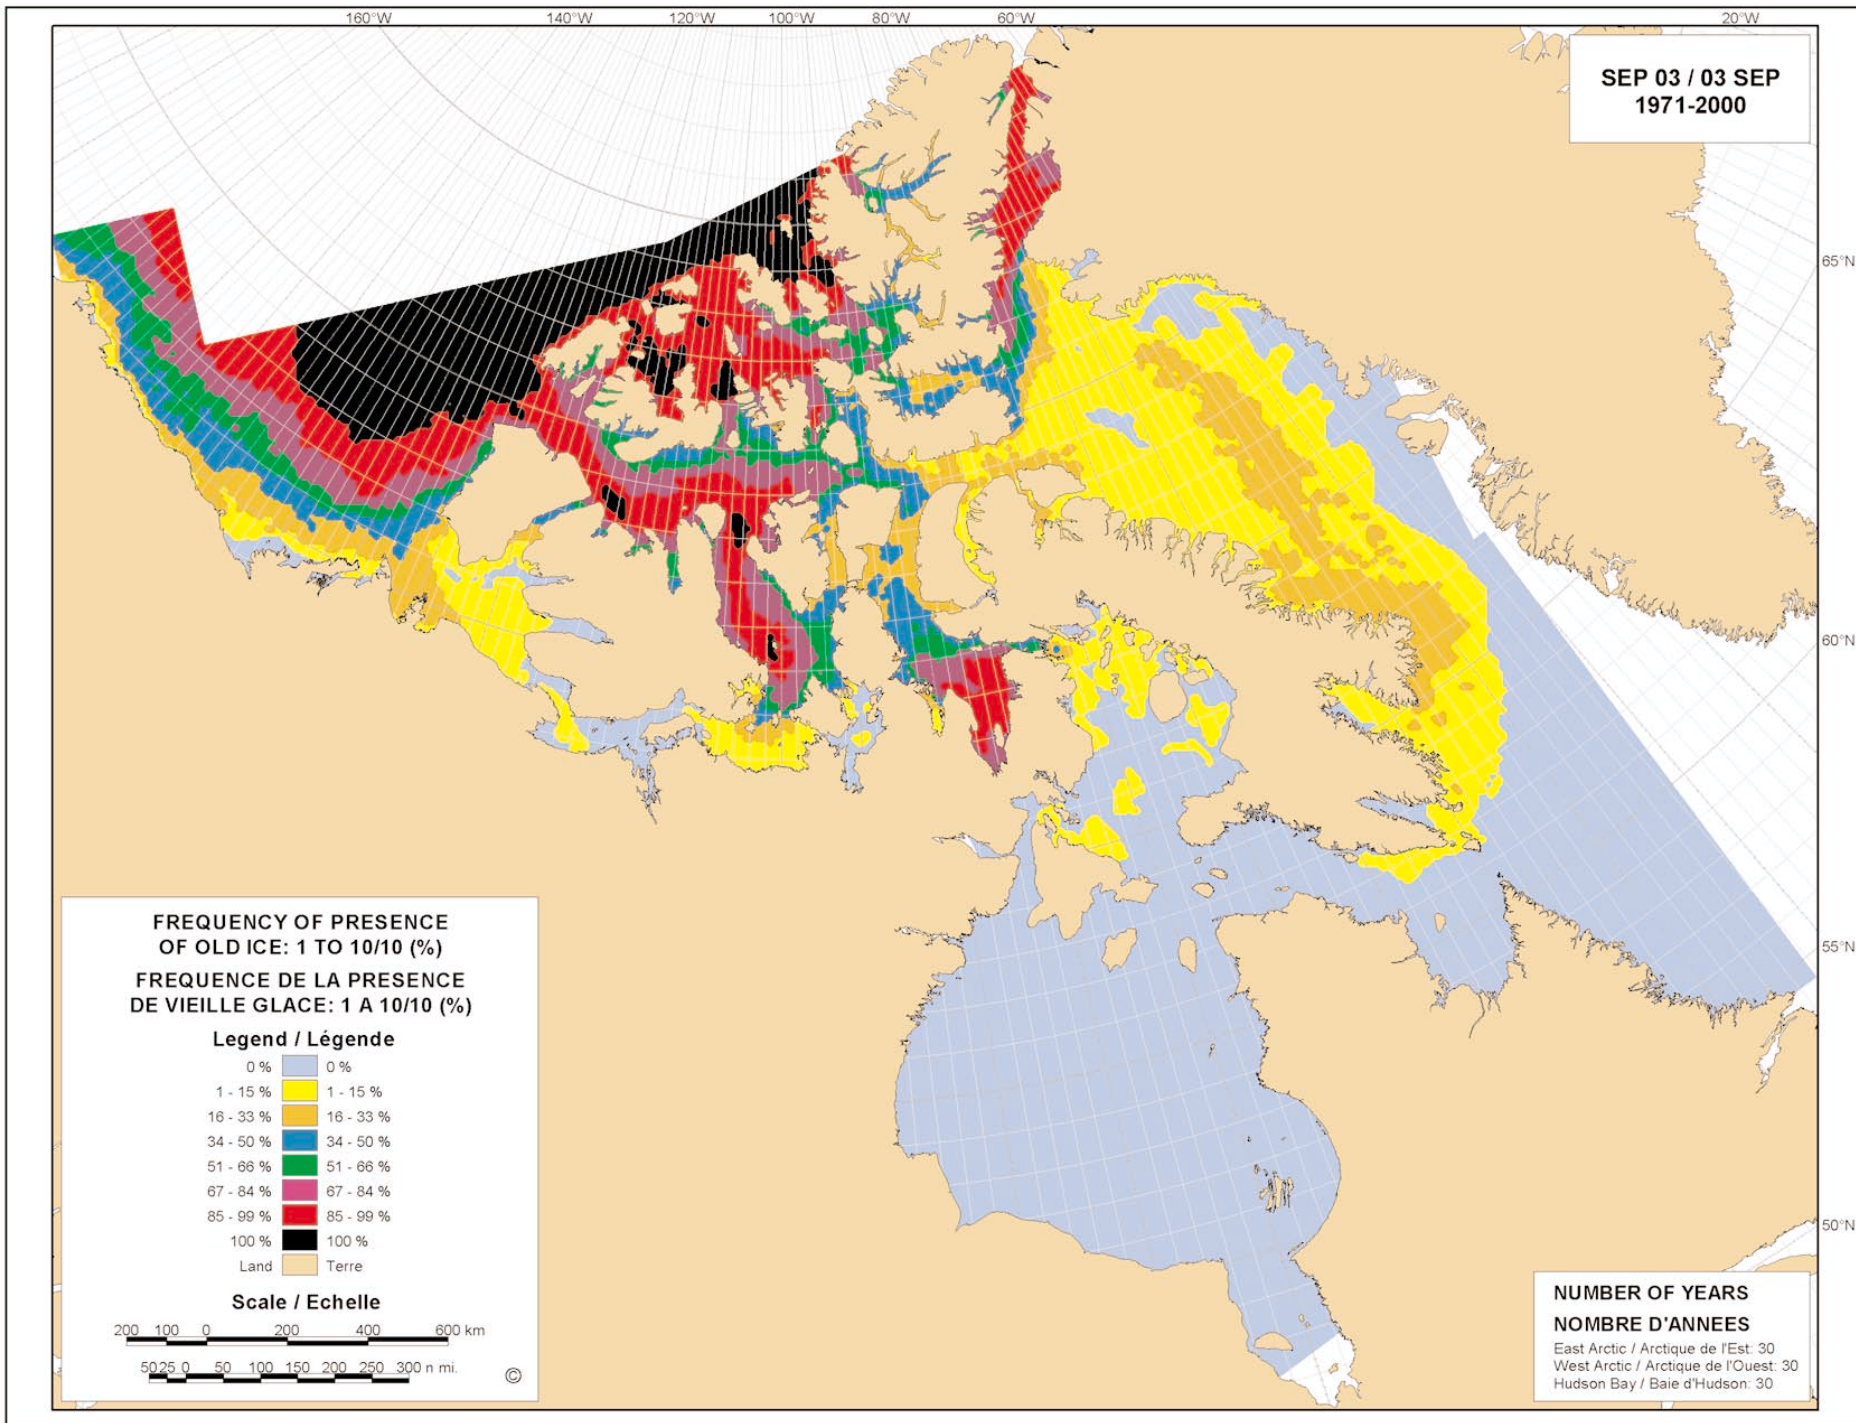 160°W 140°W 120°W 100°W 80°W 60°W 20°W
SEP 03 / 03 SEP
1971-2000
65°N
60°N
55°N
50°N
FREQUENCY OF PRESENCE
OF OLD ICE: 1 TO 10/10 (%)
FREQUENCE DE LA PRESENCE
DE VIEILLE GLACE: 1 A 10/10 (%)
Legend / Légende
0 % 0 %
1 - 15 % 1 - 15 %
16 - 33 % 16 - 33 %
34 - 50 % 34 - 50 %
51 - 66 % 51 - 66 %
67 - 84 % 67 - 84 %
85 - 99 % 85 - 99 %
100 % 100 %
Land Terre
Scale / Echelle
200 100 0 200 400 600 km
50 25 0 50 100 150 200 250 300 n mi.
©
NUMBER OF YEARS
NOMBRE D'ANNEES
East Arctic / Arctique de l'Est: 30
West Arctic / Arctique de l'Ouest: 30
Hudson Bay / Baie d'Hudson: 30